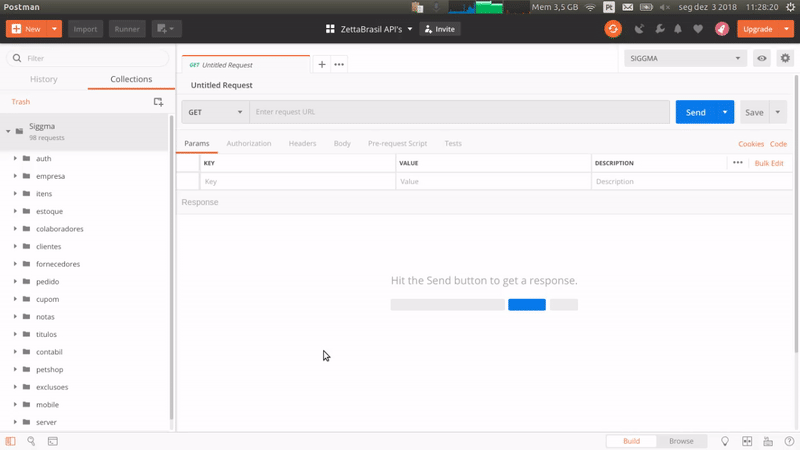 Postman
Mem 3,5 GB
Pt
seg dez 3 2018
11:28:20
New
Import
Runner
ZettaBrasil API's
Invite
Upgrade
Filter
History
Collections
Trash
Siggma
98 requests
auth
empresa
itens
estoque
colaboradores
clientes
fornecedores
pedido
cupom
notas
titulos
contabil
petshop
exclusoes
mobile
server
GET Untitled Request
SIGGMA
Untitled Request
GET
Enter request URL
Send
Save
Params
Authorization
Headers
Body
Pre-request Script
Tests
Cookies
Code
KEY
VALUE
DESCRIPTION
Bulk Edit
Key
Value
Description
Response
Hit the Send button to get a response.
Build
Browse